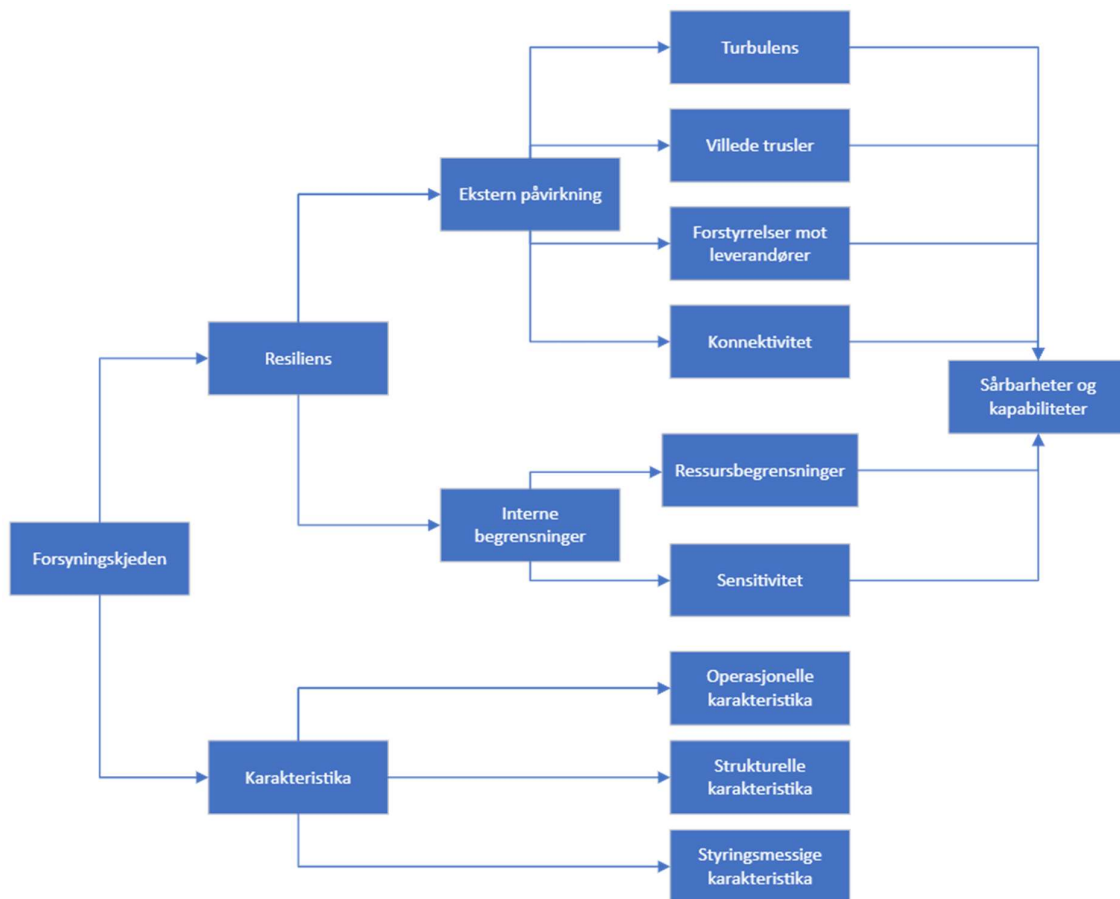 Turbulens
Villede trusler
Ekstern påvirkning
Forstyrrelser mot
leverandører
Resiliens
Konnektivitet
Sårbarheter og
kapabiliteter
Ressursbegrensninger
Interne
begrensninger
Forsyningskjeden
Sensitivitet
Operasjonelle
karakteristika
Karakteristika
Strukturelle
karakteristika
Styringsmessige
karakteristika